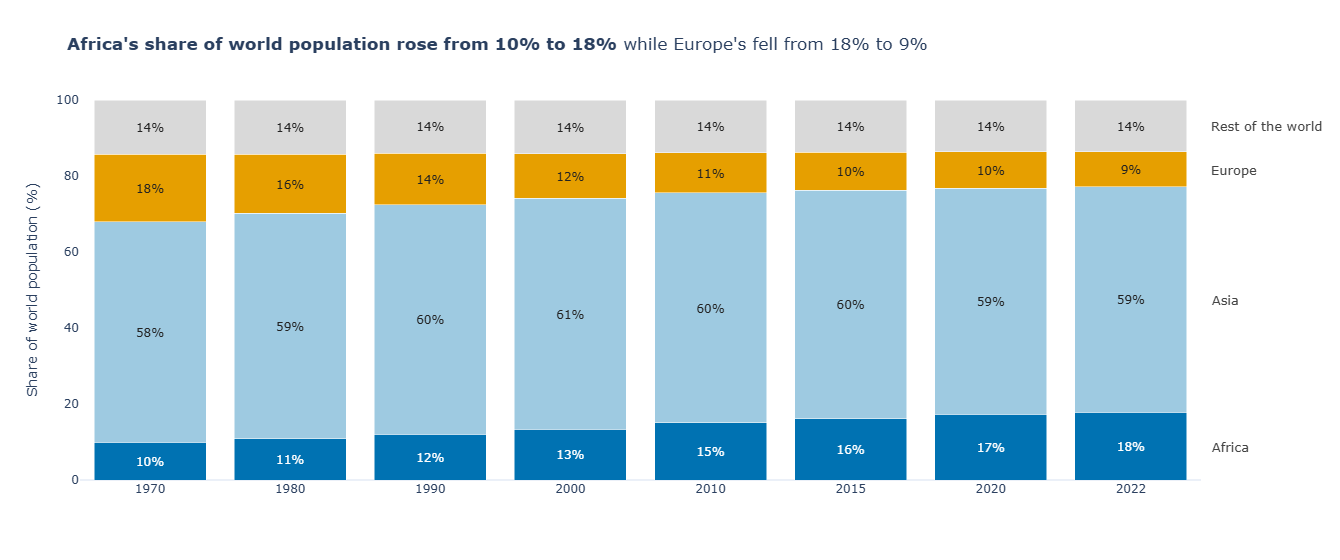 Africa's share of world population rose from 10% to 18% while Europe's fell from 18% to 9%
Share of world population (%)
100
80
60
40
20
0
14% 14% 14% 14% 14% 14% 14% 14%
Rest of the world
18% 16% 14% 12% 11% 10% 10% 9%
Europe
58% 59% 60% 61% 60% 60% 59% 59%
Asia
10% 11% 12% 13% 15% 16% 17% 18%
Africa
1970 1980 1990 2000 2010 2015 2020 2022